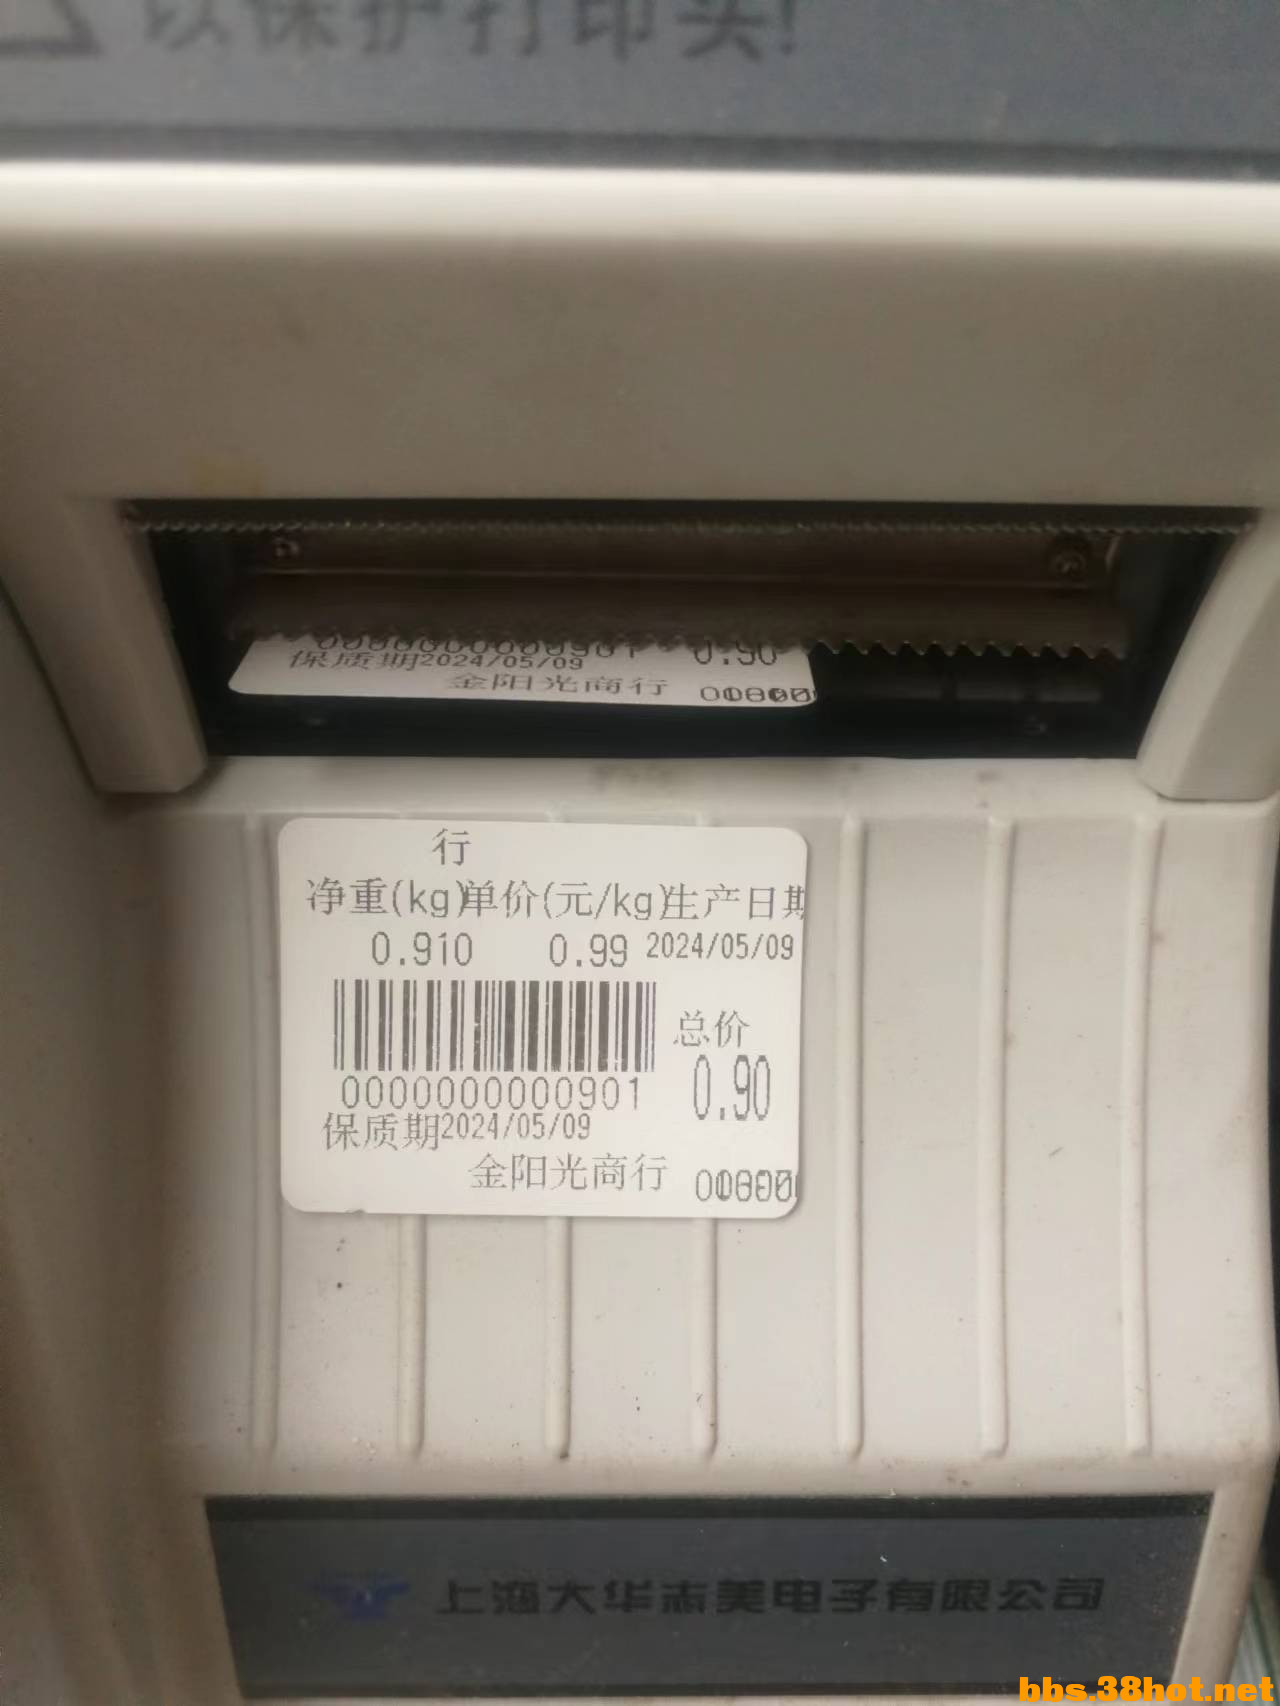 以保护打印头!
0000000000901 0.90
保质期2024/05/09
金阳光商行
行
净重(kg)单价(元/kg)生产日期
0.910 0.99 2024/05/09
总价
0000000000901 0.90
保质期2024/05/09
金阳光商行
上海大华志美电子有限公司
bbs.38hot.net